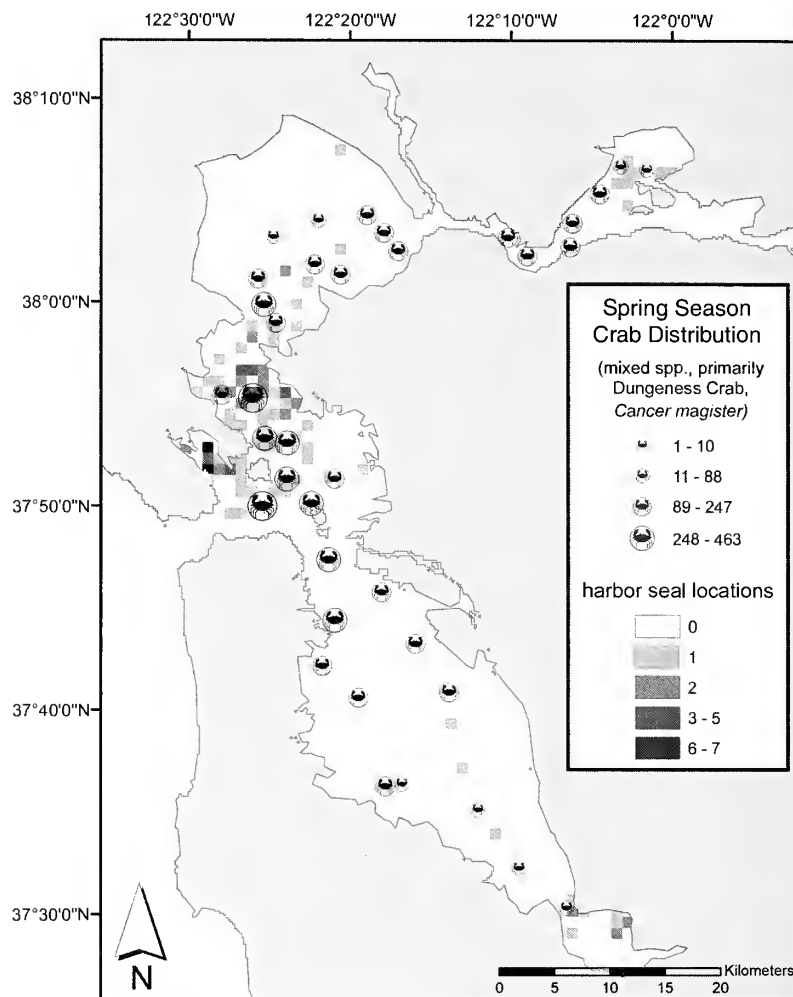 122°30'0"W 122°20'0"W 122°10'0"W 122°0'0"W
38°10'0"N
38°0'0"N
37°50'0"N
37°40'0"N
37°30'0"N
Spring Season
Crab Distribution
(mixed spp., primarily
Dungeness Crab,
Cancer magister)
1 - 10
11 - 88
89 - 247
248 - 463
harbor seal locations
0
1
2
3 - 5
6 - 7
N
Kilometers
0 5 10 15 20